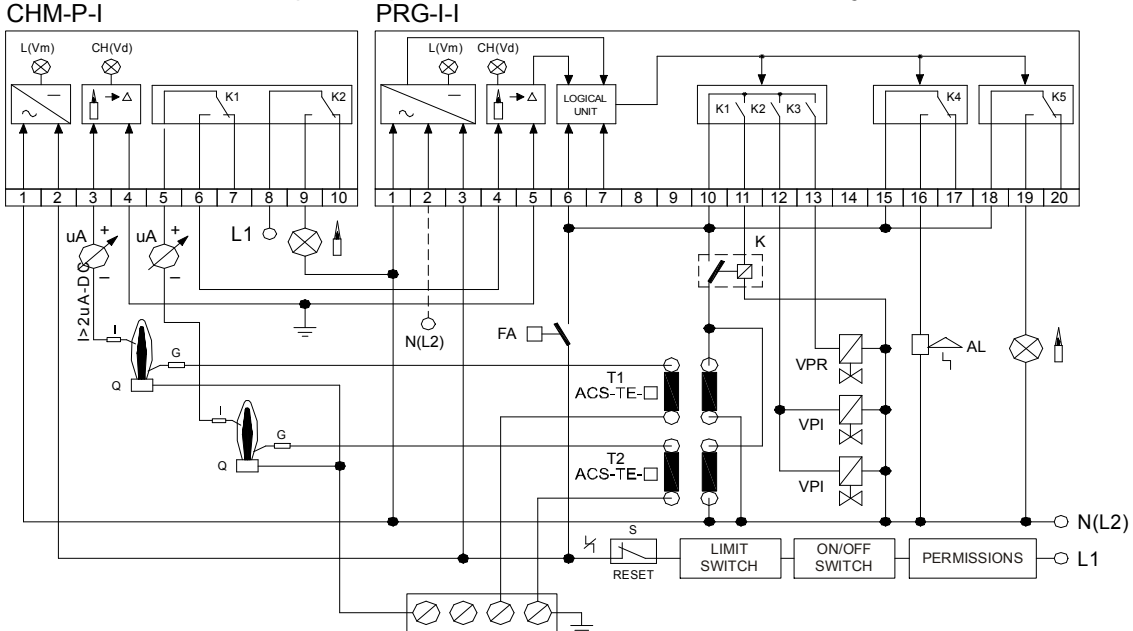 CHM-P-I
PRG-I-I
L(Vm) CH(Vd)
L(Vm) CH(Vd)
K1 K2
LOGICAL
UNIT
K1 K2 K3
K4
K5
1 2 3 4 5 6 7 8 9 10
1 2 3 4 5 6 7 8 9 10 11 12 13 14 15 16 17 18 19 20
uA + −
uA + −
L1
K
I>2uA-DC
N(L2)
FA
I
G
Q
I
G
Q
T1
ACS-TE-
T2
ACS-TE-
VPR
VPI
VPI
AL
N(L2)
S
RESET
LIMIT
SWITCH
ON/OFF
SWITCH
PERMISSIONS
L1